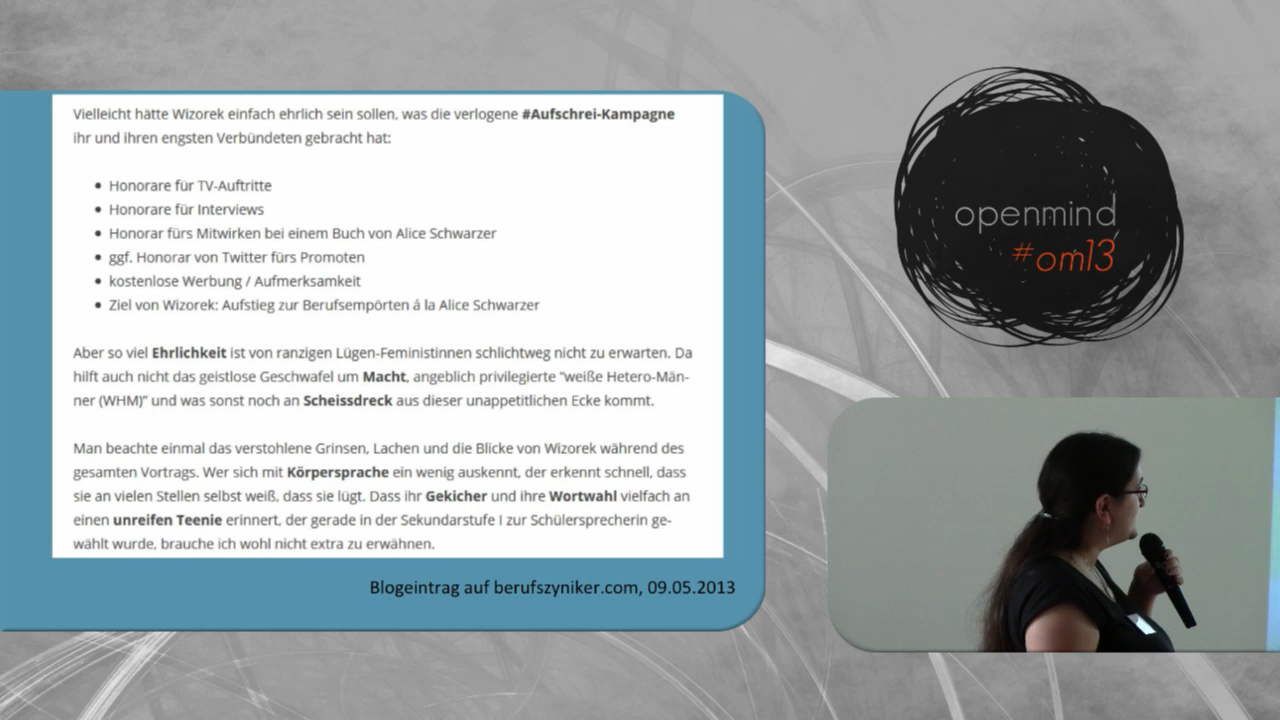 Vielleicht hätte Wizorek einfach ehrlich sein sollen, was die verlogene #Aufschrei-Kampagne
ihr und ihren engsten Verbündeten gebracht hat:
• Honorare für TV-Auftritte
• Honorare für Interviews
• Honorar fürs Mitwirken bei einem Buch von Alice Schwarzer
• ggf. Honorar von Twitter fürs Promoten
• kostenlose Werbung / Aufmerksamkeit
• Ziel von Wizorek: Aufstieg zur Berufsempörten á la Alice Schwarzer
Aber so viel Ehrlichkeit ist von ranzigen Lügen-Feministinnen schlichtweg nicht zu erwarten. Da
hilft auch nicht das geistlose Geschwafel um Macht, angeblich privilegierte “weiße Hetero-Män-
ner (WHM)” und was sonst noch an Scheissdreck aus dieser unappetitlichen Ecke kommt.
Man beachte einmal das verstohlene Grinsen, Lachen und die Blicke von Wizorek während des
gesamten Vortrags. Wer sich mit Körpersprache ein wenig auskennt, der erkennt schnell, dass
sie an vielen Stellen selbst weiß, dass sie lügt. Dass ihr Gekicher und ihre Wortwahl vielfach an
einen unreifen Teenie erinnert, der gerade in der Sekundarstufe I zur Schülersprecherin ge-
wählt wurde, brauche ich wohl nicht extra zu erwähnen.
Blogeintrag auf berufszyniker.com, 09.05.2013
openmind
#om13